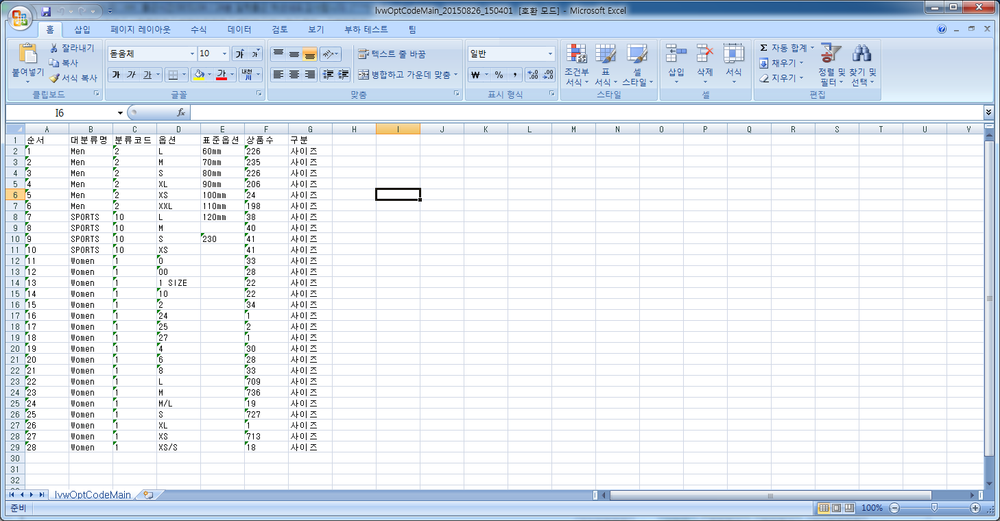 lvwOptCodeMain_20150826_150401 [호환 모드] - Microsoft Excel
홈 삽입 페이지 레이아웃 수식 데이터 검토 보기 부하 테스트 팀
잘라내기 돋움체 10 가 가 텍스트 줄 바꿈 일반 Σ 자동 합계
붙여넣기 복사 조건부 서식 표 서식 셀 스타일 삽입 삭제 서식 채우기 정렬 및 필터 찾기 및 선택
서식 복사 가 가 가 가 내천 병합하고 가운데 맞춤 ₩ % , .0 .00 .00 .0 지우기
클립보드 글꼴 맞춤 표시 형식 스타일 셀 편집
I6 fx
A B C D E F G H I J K L M N O P Q R S T U V
1 순서 대분류명 분류코드 옵션 표준옵션 상품수 구분
2 1 Men 2 L 60mm 226 사이즈
3 2 Men 2 M 70mm 235 사이즈
4 3 Men 2 S 80mm 226 사이즈
5 4 Men 2 XL 90mm 206 사이즈
6 5 Men 2 XS 100mm 24 사이즈
7 6 Men 2 XXL 110mm 198 사이즈
8 7 SPORTS 10 L 120mm 38 사이즈
9 8 SPORTS 10 M 40 사이즈
10 9 SPORTS 10 S 230 41 사이즈
11 10 SPORTS 10 XS 41 사이즈
12 11 Women 1 0 33 사이즈
13 12 Women 1 00 28 사이즈
14 13 Women 1 1 SIZE 22 사이즈
15 14 Women 1 10 22 사이즈
16 15 Women 1 2 34 사이즈
17 16 Women 1 24 1 사이즈
18 17 Women 1 25 2 사이즈
19 18 Women 1 27 1 사이즈
20 19 Women 1 4 30 사이즈
21 20 Women 1 6 28 사이즈
22 21 Women 1 8 33 사이즈
23 22 Women 1 L 709 사이즈
24 23 Women 1 M 736 사이즈
25 24 Women 1 M/L 19 사이즈
26 25 Women 1 S 727 사이즈
27 26 Women 1 XL 1 사이즈
28 27 Women 1 XS 713 사이즈
29 28 Women 1 XS/S 18 사이즈
30
31
32
lvwOptCodeMain
준비 100%